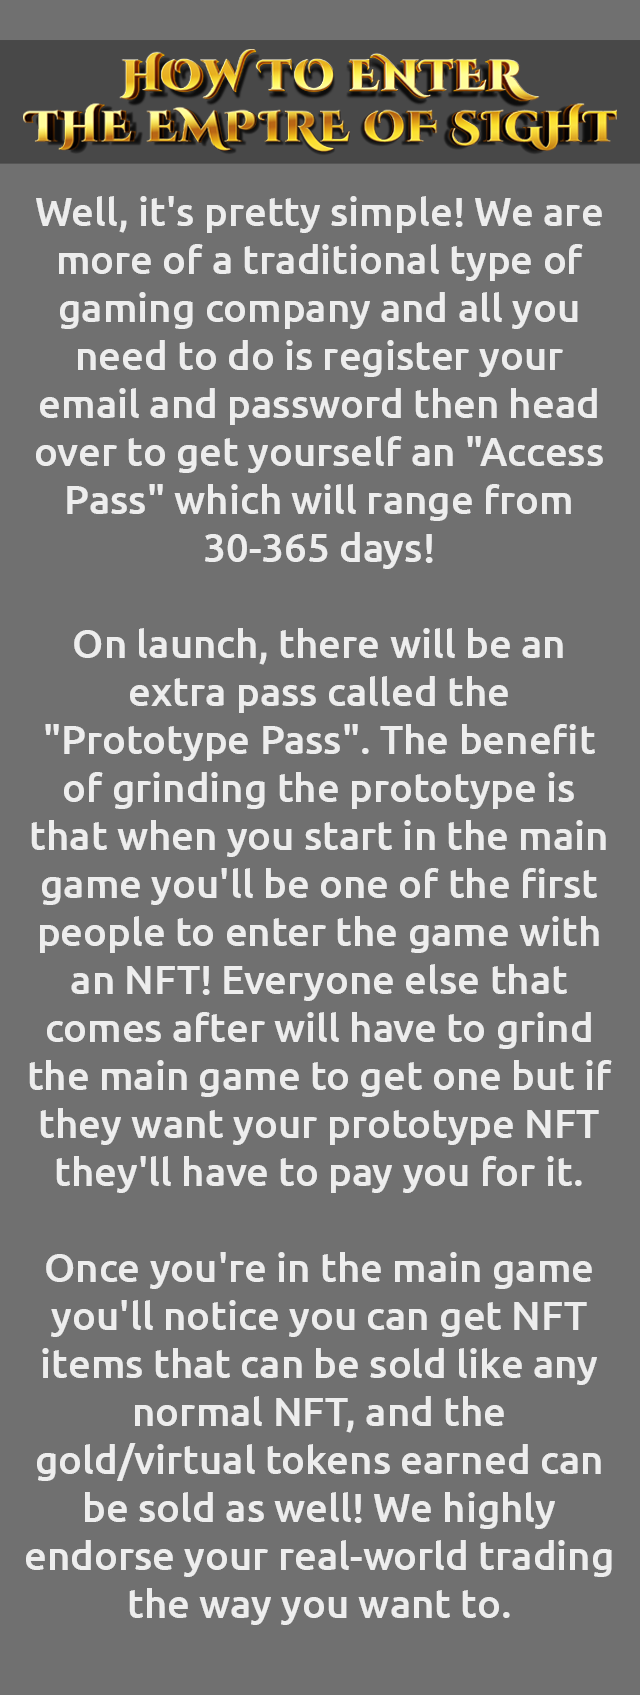 HOW TO ENTER
THE EMPIRE OF SIGHT
Well, it's pretty simple! We are
more of a traditional type of
gaming company and all you
need to do is register your
email and password then head
over to get yourself an "Access
Pass" which will range from
30-365 days!
On launch, there will be an
extra pass called the
"Prototype Pass". The benefit
of grinding the prototype is
that when you start in the main
game you'll be one of the first
people to enter the game with
an NFT! Everyone else that
comes after will have to grind
the main game to get one but if
they want your prototype NFT
they'll have to pay you for it.
Once you're in the main game
you'll notice you can get NFT
items that can be sold like any
normal NFT, and the
gold/virtual tokens earned can
be sold as well! We highly
endorse your real-world trading
the way you want to.